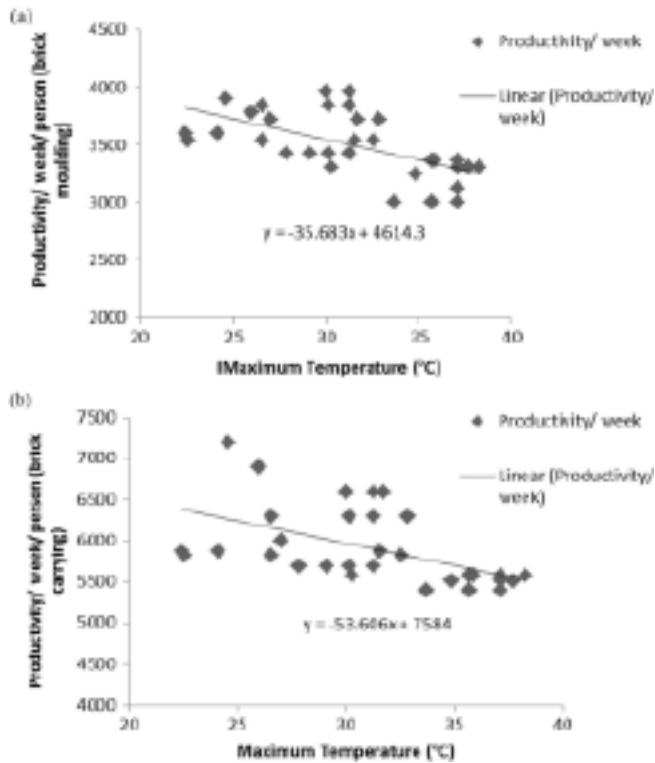 (a)
4500
4000
3500
3000
2500
2000
Productivity/ week/ person (brick
moulding)
20 25 30 35 40
IMaximum Temperature (°C)
Productivity/ week
Linear (Productivity/
week)
y = -35.683x + 4614.3
(b)
7500
7000
6500
6000
5500
5000
4500
4000
Productivity/ week/ person (brick
carrying)
20 25 30 35 40
Maximum Temperature (°C)
Productivity/ week
Linear (Productivity/
week)
y = -53.606x + 7584